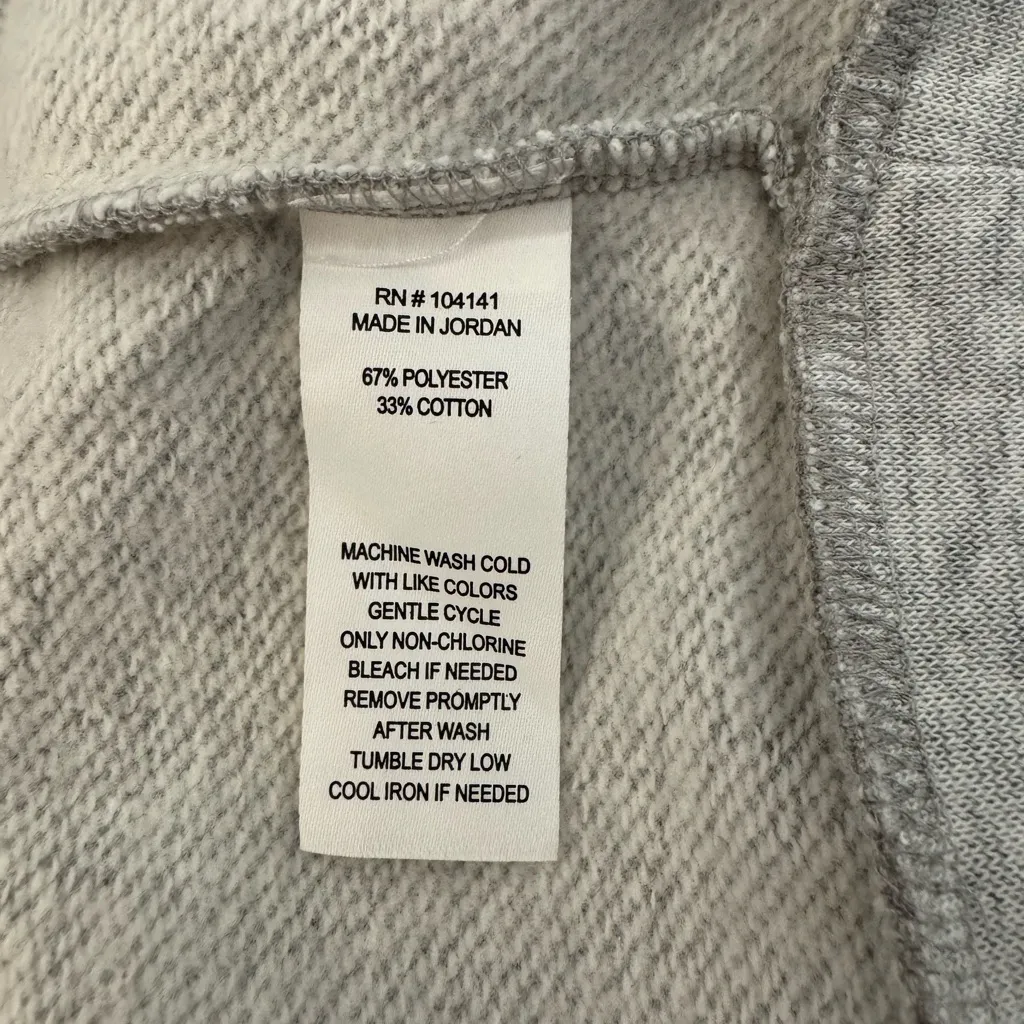 RN # 104141
MADE IN JORDAN
67% POLYESTER
33% COTTON
MACHINE WASH COLD
WITH LIKE COLORS
GENTLE CYCLE
ONLY NON-CHLORINE
BLEACH IF NEEDED
REMOVE PROMPTLY
AFTER WASH
TUMBLE DRY LOW
COOL IRON IF NEEDED